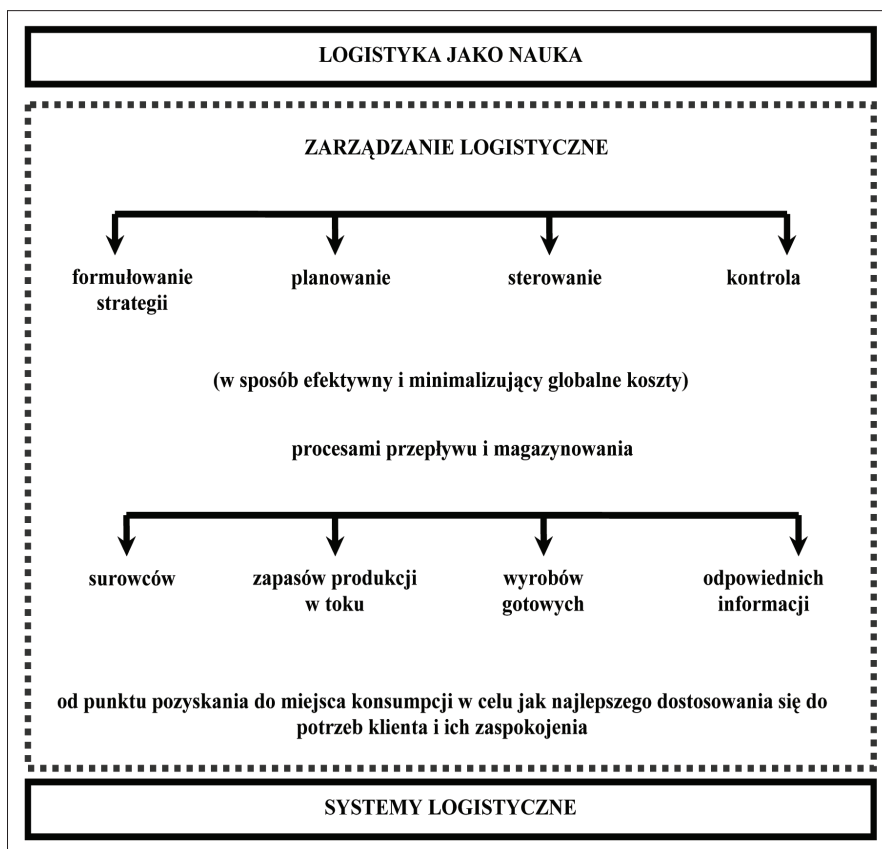 LOGISTYKA JAKO NAUKA
ZARZĄDZANIE LOGISTYCZNE
formułowanie strategii
planowanie
sterowanie
kontrola
(w sposób efektywny i minimalizujący globalne koszty)
procesami przepływu i magazynowania
surowców
zapasów produkcji
w toku
wyrobów
gotowych
odpowiednich
informacji
od punktu pozyskania do miejsca konsumpcji w celu jak najlepszego dostosowania się do
potrzeb klienta i ich zaspokojenia
SYSTEMY LOGISTYCZNE